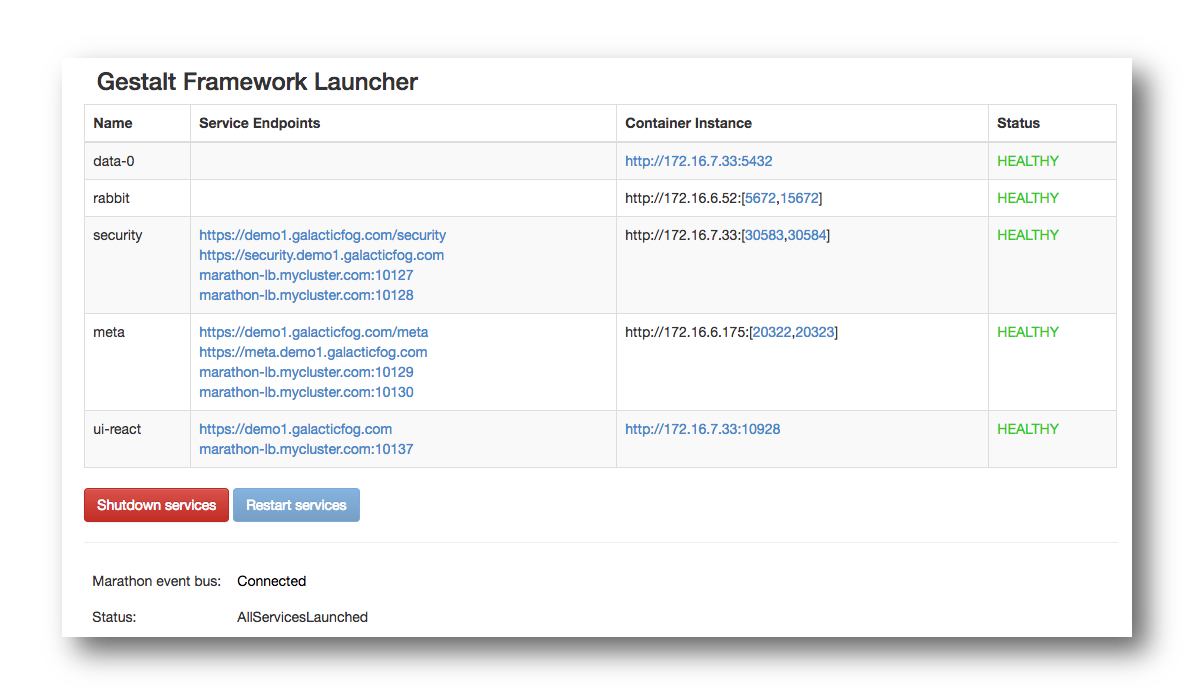 Gestalt Framework Launcher
Name Service Endpoints Container Instance Status
data-0 http://172.16.7.33:5432 HEALTHY
rabbit http://172.16.6.52:[5672,15672] HEALTHY
security https://demo1.galacticfog.com/security http://172.16.7.33:[30583,30584] HEALTHY
https://security.demo1.galacticfog.com
marathon-lb.mycluster.com:10127
marathon-lb.mycluster.com:10128
meta https://demo1.galacticfog.com/meta http://172.16.6.175:[20322,20323] HEALTHY
https://meta.demo1.galacticfog.com
marathon-lb.mycluster.com:10129
marathon-lb.mycluster.com:10130
ui-react https://demo1.galacticfog.com http://172.16.7.33:10928 HEALTHY
marathon-lb.mycluster.com:10137
Shutdown services Restart services
Marathon event bus: Connected
Status: AllServicesLaunched